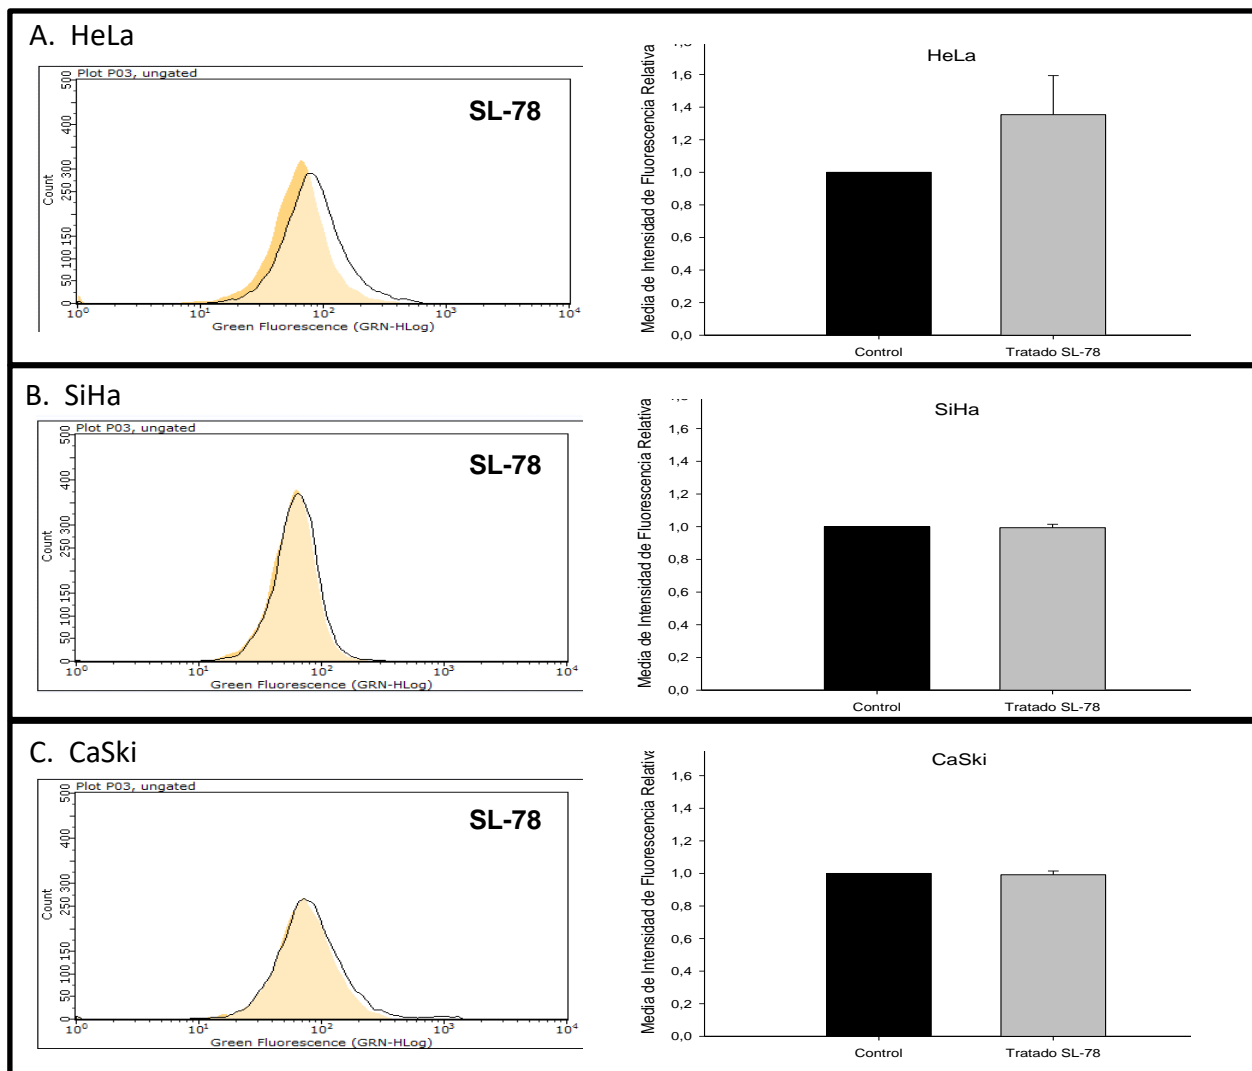 A. HeLa
Plot P03, ungated
SL-78
500
400
300
250
150
100
50
0
Count
10⁰ 10¹ 10² 10³ 10⁴
Green Fluorescence (GRN-HLog)
HeLa
1,6
1,4
1,2
1,0
0,8
0,6
0,4
0,2
0,0
Media de Intensidad de Fluorescencia Relativa
Control Tratado SL-78
B. SiHa
Plot P03, ungated
SL-78
500
400
300
250
150
100
50
0
Count
10⁰ 10¹ 10² 10³ 10⁴
Green Fluorescence (GRN-HLog)
SiHa
1,6
1,4
1,2
1,0
0,8
0,6
0,4
0,2
0,0
Media de Intensidad de Fluorescencia Relativa
Control Tratado SL-78
C. CaSki
Plot P03, ungated
SL-78
500
400
300
250
150
100
50
0
Count
10⁰ 10¹ 10² 10³ 10⁴
Green Fluorescence (GRN-HLog)
CaSki
1,6
1,4
1,2
1,0
0,8
0,6
0,4
0,2
0,0
Media de Intensidad de Fluorescencia Relativa
Control Tratado SL-78